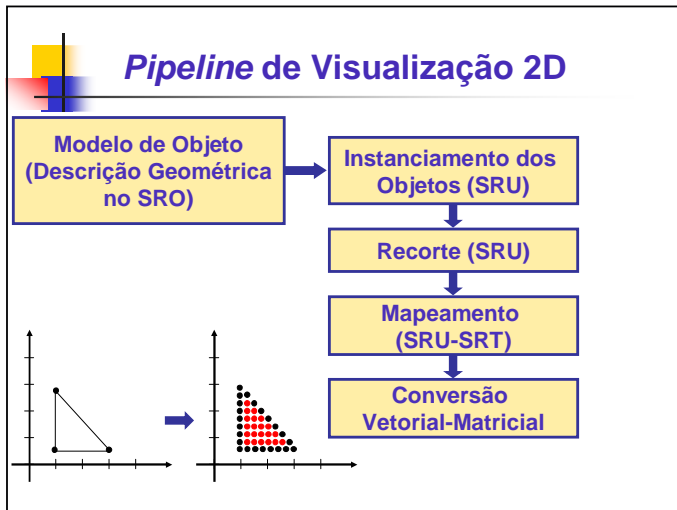 Pipeline de Visualização 2D
Modelo de Objeto
(Descrição Geométrica
no SRO)
Instanciamento dos
Objetos (SRU)
Recorte (SRU)
Mapeamento
(SRU-SRT)
Conversão
Vetorial-Matricial